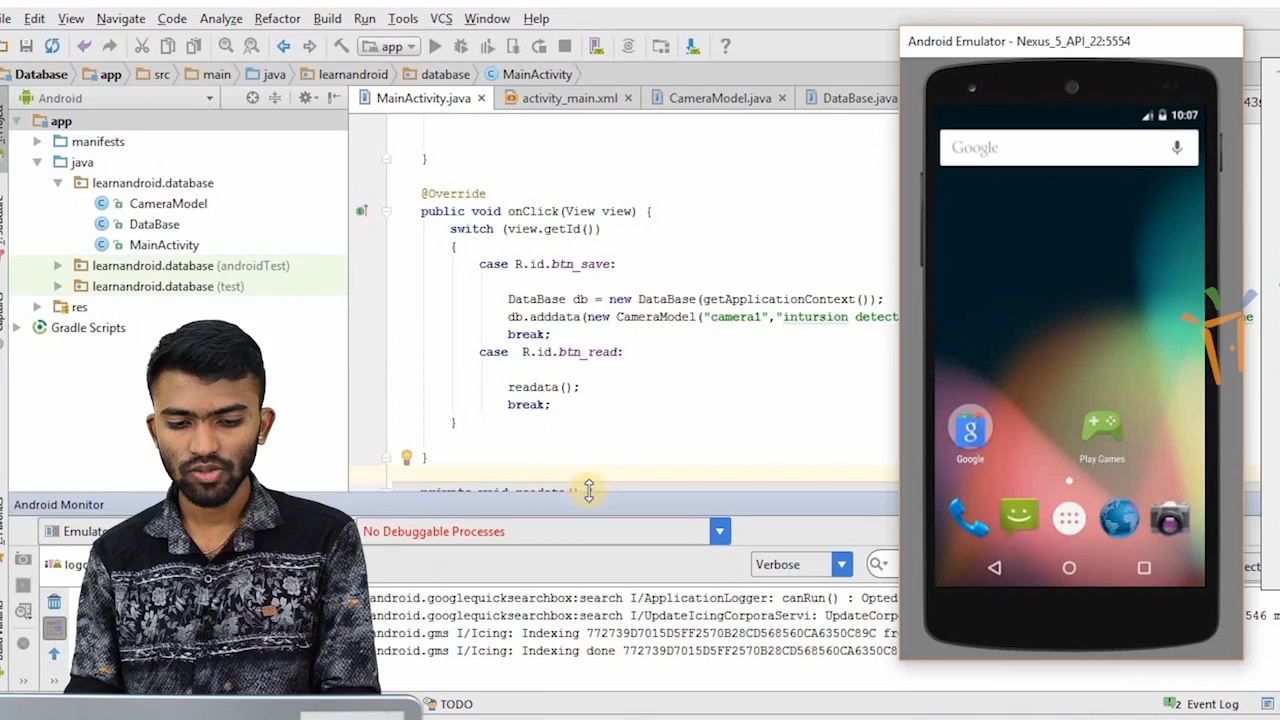 Edit View Navigate Code Analyze Refactor Build Run Tools VCS Window Help
app
Database app src main java learnandroid database MainActivity
Android
MainActivity.java activity_main.xml CameraModel.java DataBase.java
app
manifests
java
learnandroid.database
CameraModel
DataBase
MainActivity
learnandroid.database (androidTest)
learnandroid.database (test)
res
Gradle Scripts
}
@Override
public void onClick(View view) {
switch (view.getId())
{
case R.id.btn_save:
DataBase db = new DataBase(getApplicationContext());
db.adddata(new CameraModel("camera1","intursion detect
break;
case R.id.btn_read:
readata();
break;
}
}
private void readata()
Android Emulator - Nexus_5_API_22:5554
10:07
Google
Google
Play Games
Android Monitor
No Debuggable Processes
Verbose
android.googlequicksearchbox:search I/ApplicationLogger: canRun() : Opted
android.googlequicksearchbox:search I/UpdateIcingCorporaServi: UpdateCorp
546 m
android.gms I/Icing: Indexing 772739D7015D5FF2570B28CD568560CA6350C89C fr
android.gms I/Icing: Indexing done 772739D7015D5FF2570B28CD568560CA6350C8
TODO
2 Event Log